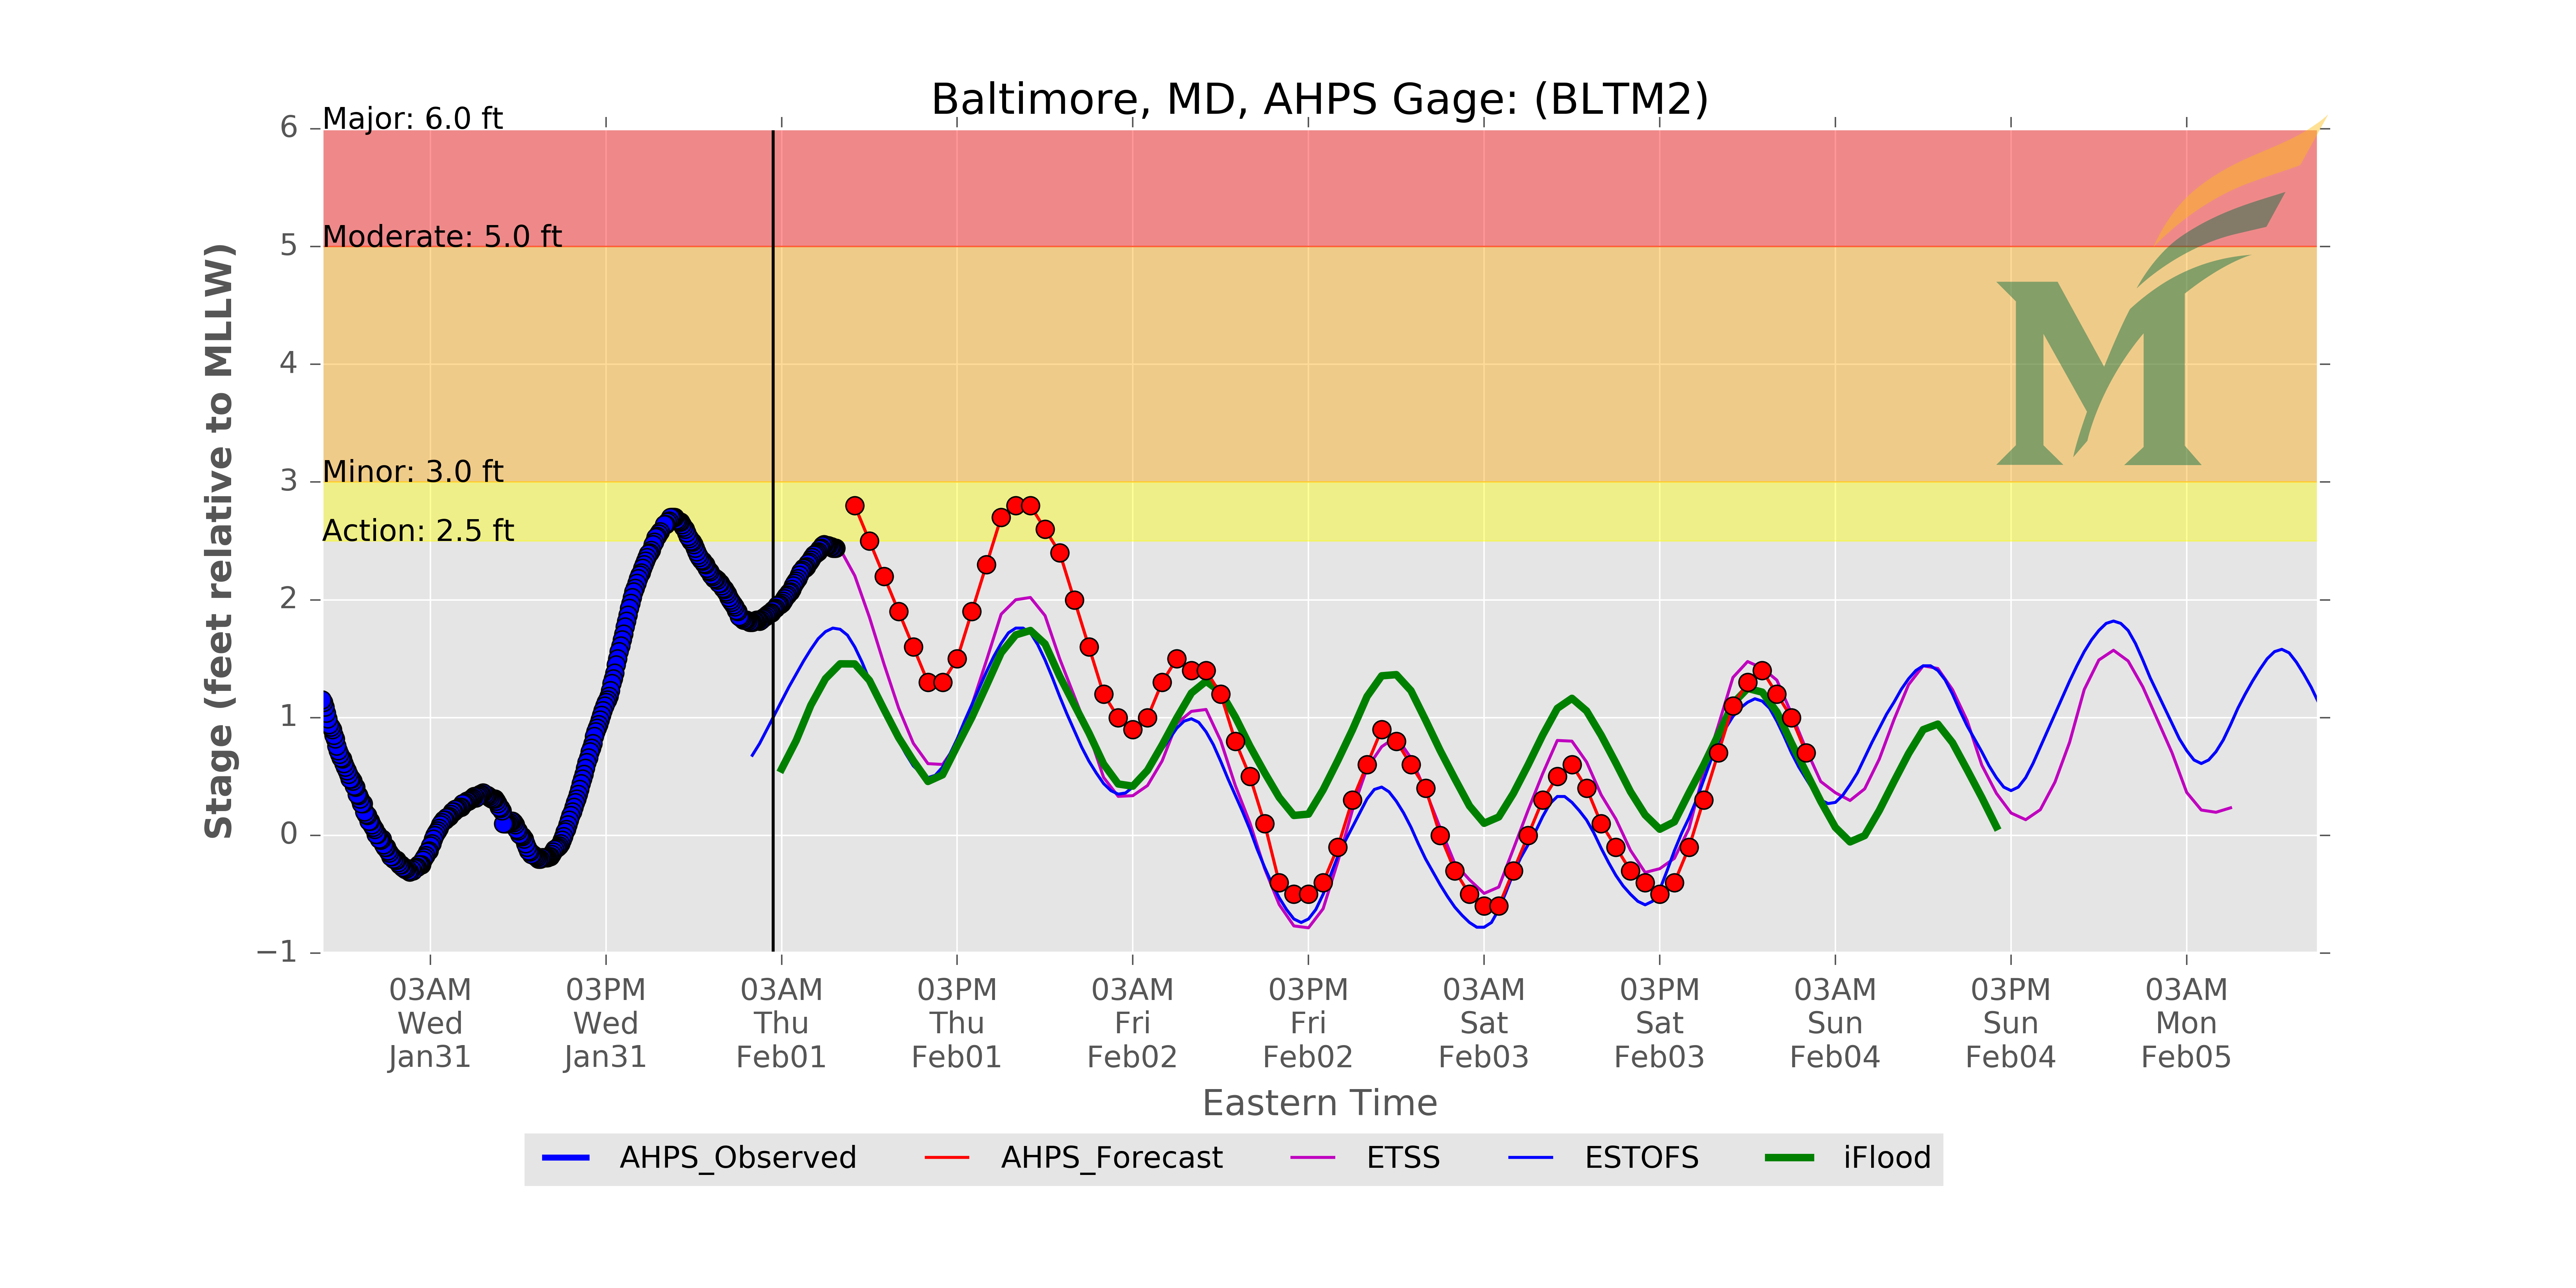 Baltimore, MD, AHPS Gage: (BLTM2)
Major: 6.0 ft
Moderate: 5.0 ft
Minor: 3.0 ft
Action: 2.5 ft
Stage (feet relative to MLLW)
6
5
4
3
2
1
0
−1
03AM 03PM 03AM 03PM 03AM 03PM 03AM 03PM 03AM 03PM 03AM
Wed Wed Thu Thu Fri Fri Sat Sat Sun Sun Mon
Jan31 Jan31 Feb01 Feb01 Feb02 Feb02 Feb03 Feb03 Feb04 Feb04 Feb05
Eastern Time
AHPS_Observed AHPS_Forecast ETSS ESTOFS iFlood
M